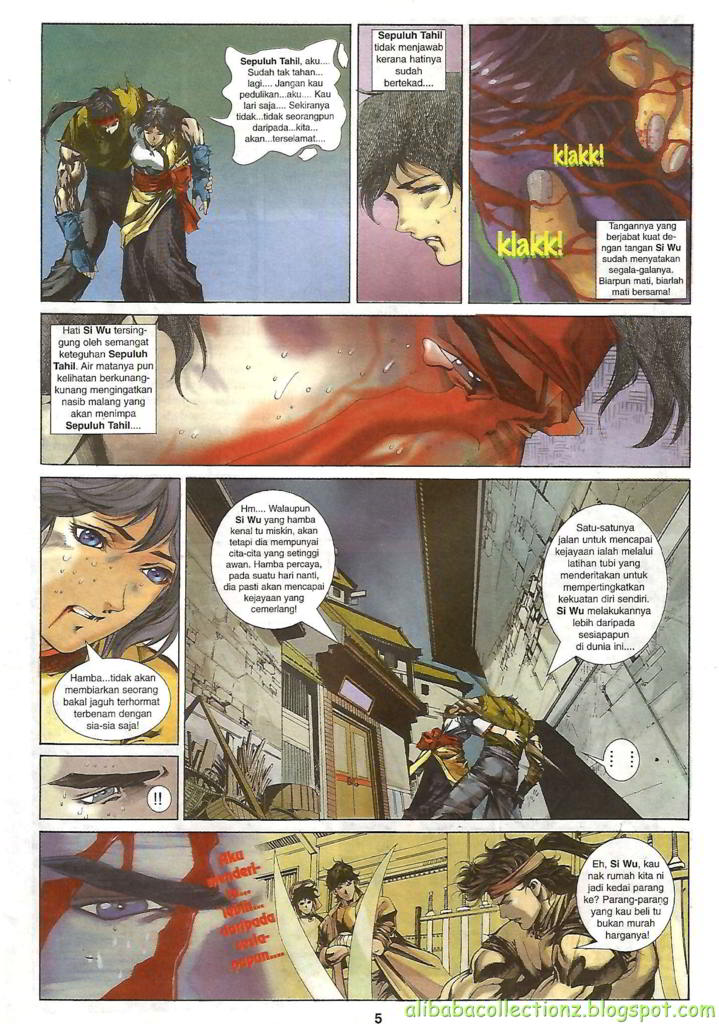 Sepuluh Tahil, aku....
Sudah tak tahan...
lagi.... Jangan kau
pedulikan...aku.... Kau
lari saja.... Sekiranya
tidak...tidak seorangpun
daripada...kita...
akan...terselamat....
Sepuluh Tahil
tidak menjawab
kerana hatinya
sudah
bertekad....
klakk!
klakk!
Tangannya yang
berjabat kuat de-
ngan tangan Si Wu
sudah menyatakan
segala-galanya.
Biarpun mati, biarlah
mati bersama!
Hati Si Wu tersing-
gung oleh semangat
keteguhan Sepuluh
Tahil. Air matanya pun
kelihatan berkunang-
kunang mengingatkan
nasib malang yang
akan menimpa
Sepuluh Tahil....
Hamba...tidak akan
membiarkan seorang
bakal jaguh terhormat
terbenam dengan
sia-sia saja!
!!
Hm.... Walaupun
Si Wu yang hamba
kenal tu miskin, akan
tetapi dia mempunyai
cita-cita yang setinggi
awan. Hamba percaya,
pada suatu hari nanti,
dia pasti akan mencapai
kejayaan yang
cemerlang!
Satu-satunya
jalan untuk mencapai
kejayaan ialah melalui
latihan tubi yang
menderitakan untuk
mempertingkatkan
kekuatan diri sendiri.
Si Wu melakukannya
lebih daripada
sesiapapun
di dunia ini....
Aku
menderi-
ta....
lebih....
daripada
sesia-
papun....
Eh, Si Wu, kau
nak rumah kita ni
jadi kedai parang
ke? Parang-parang
yang kau beli tu
bukan murah
harganya!
5
alibabacollectionz.blogspot.com